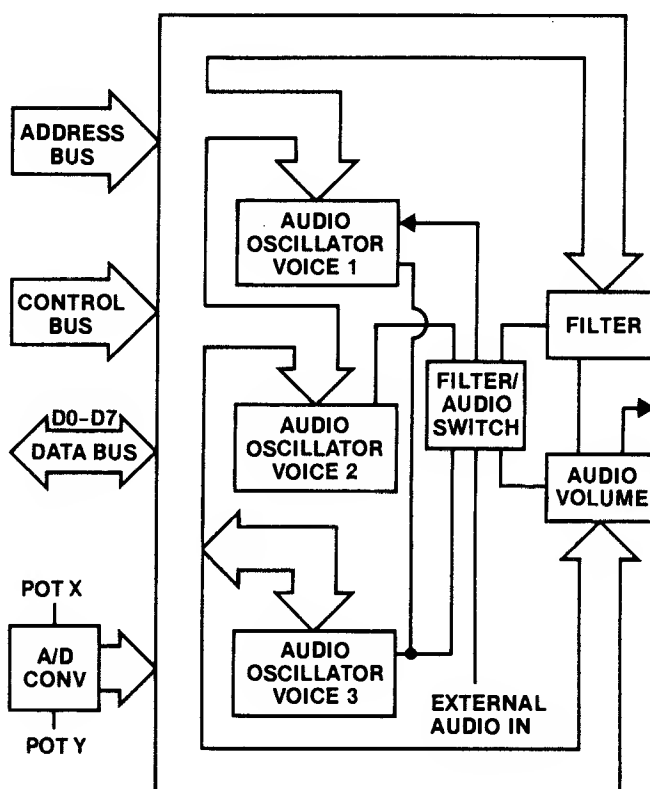 ADDRESS
BUS
AUDIO
OSCILLATOR
VOICE 1
CONTROL
BUS
FILTER
FILTER/
AUDIO
SWITCH
D0–D7
DATA BUS
AUDIO
OSCILLATOR
VOICE 2
AUDIO
VOLUME
POT X
A/D
CONV
POT Y
AUDIO
OSCILLATOR
VOICE 3
EXTERNAL
AUDIO IN